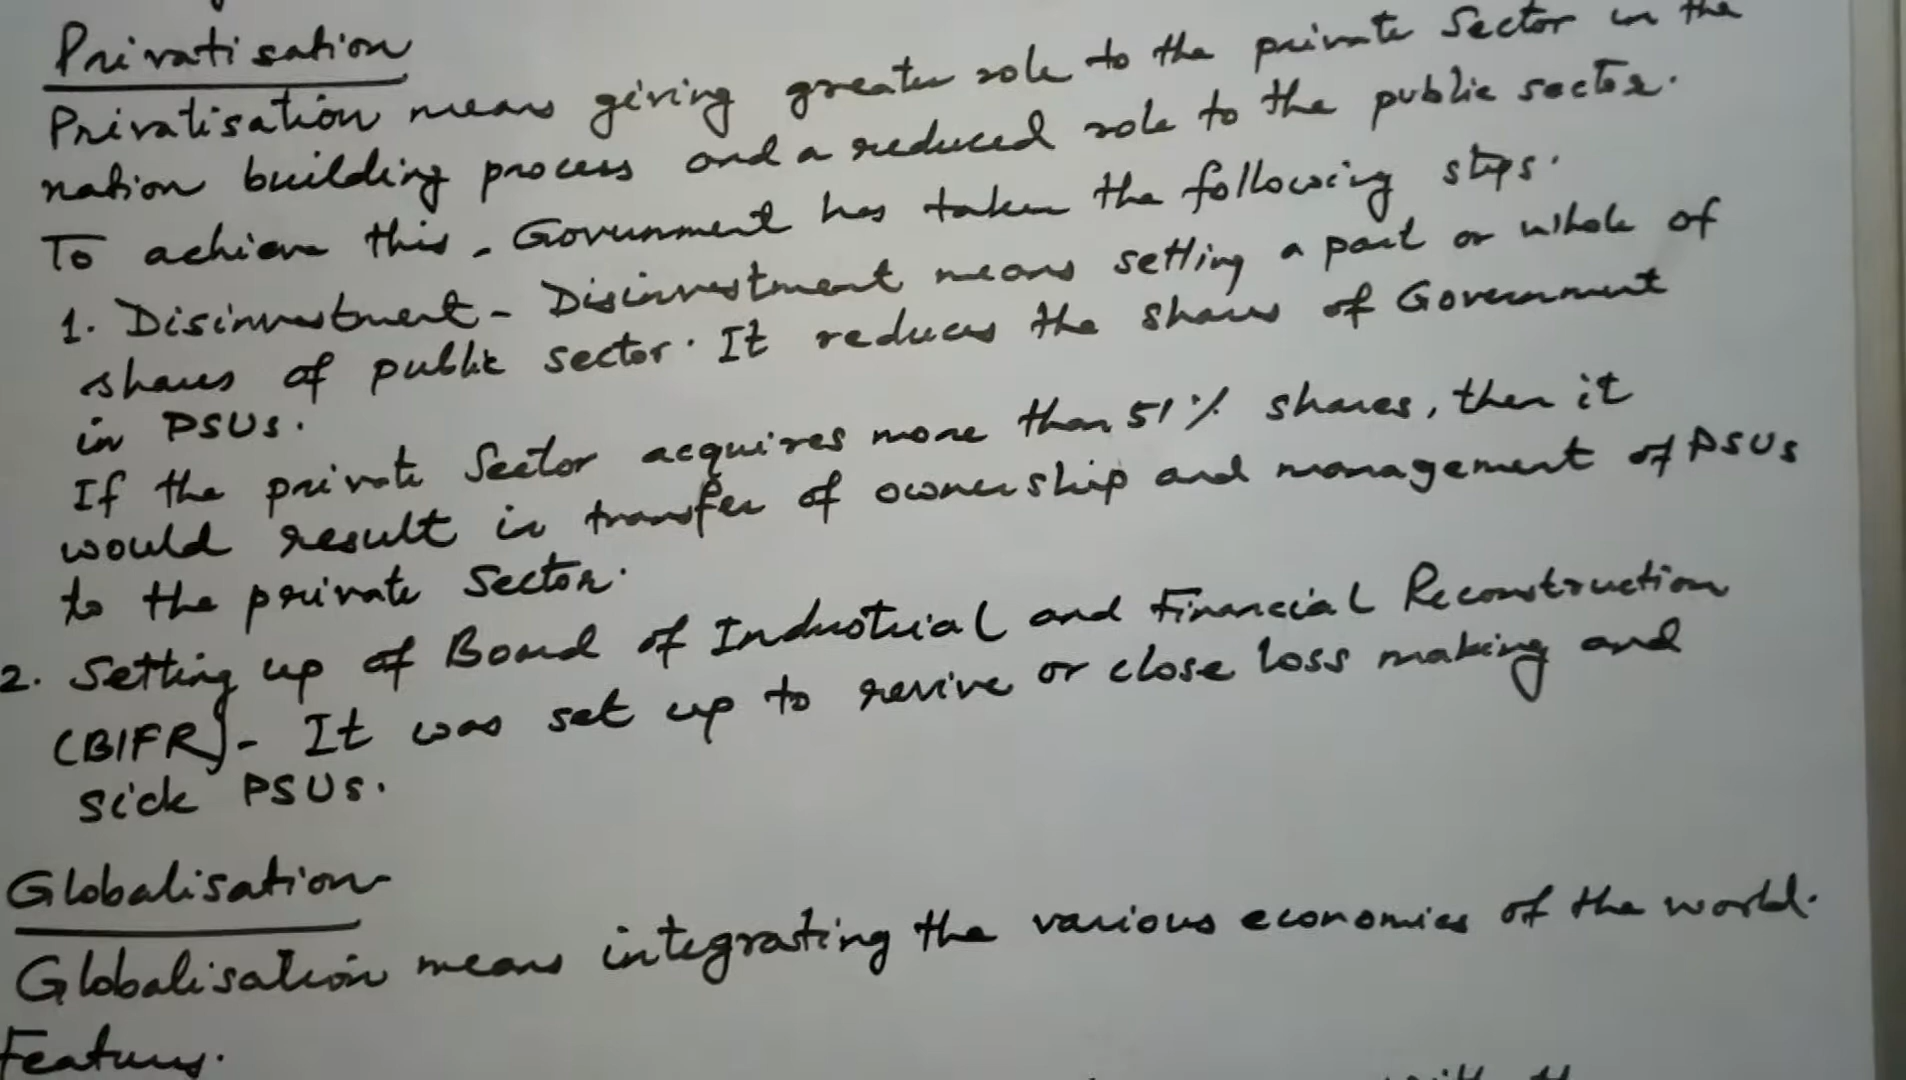 Privatisation
Privatisation means giving greater role to the private sector in the
nation building process and a reduced role to the public sector.
To achieve this, Government has taken the following steps.
1. Disinvestment - Disinvestment means setting a part or whole of
shares of public sector. It reduces the shares of Government
in PSUs.
If the private sector acquires more than 51% shares, then it
would result in transfer of ownership and management of PSUs
to the private sector.
2. Setting up of Board of Industrial and Financial Reconstruction
(BIFR) - It was set up to revive or close loss making and
sick PSUs.
Globalisation
Globalisation means integrating the various economies of the world.
Features.